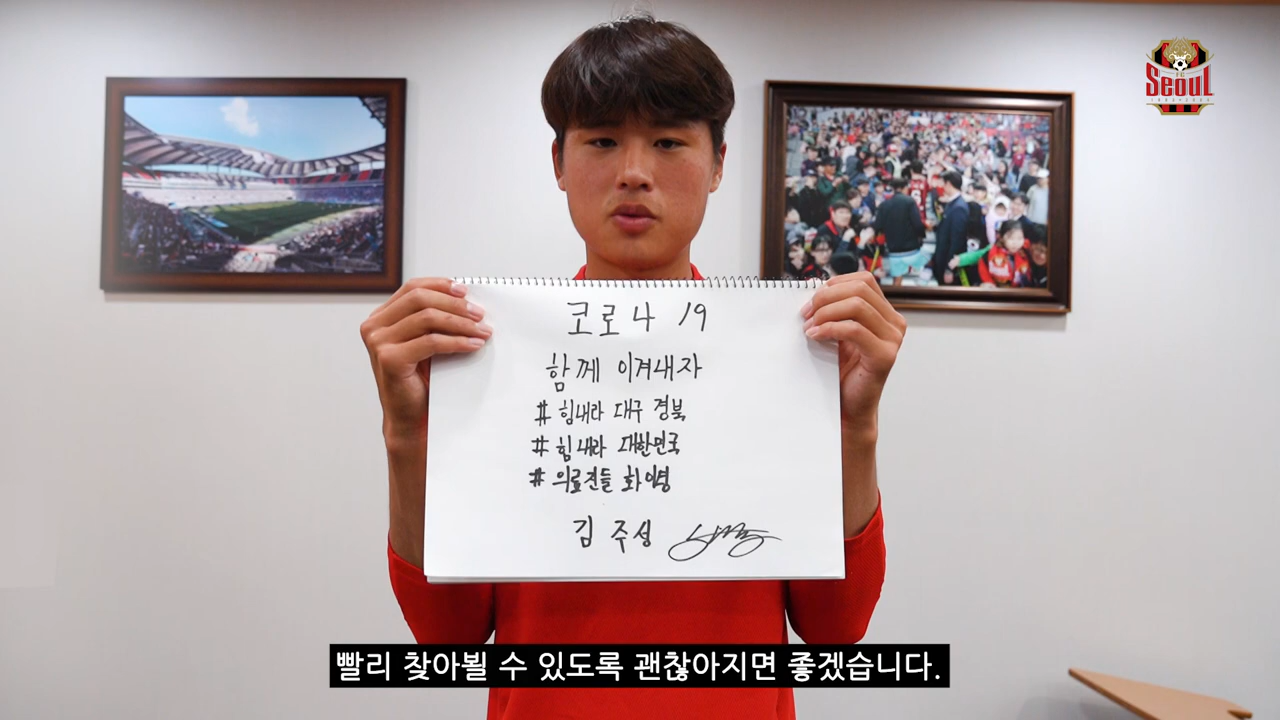 FC
SEOUL
코로나 19
함께 이겨내자
# 힘내라 대구 경북
# 힘내라 대한민국
# 의료진들 화이팅
김 주성
빨리 찾아뵐 수 있도록 괜찮아지면 좋겠습니다.